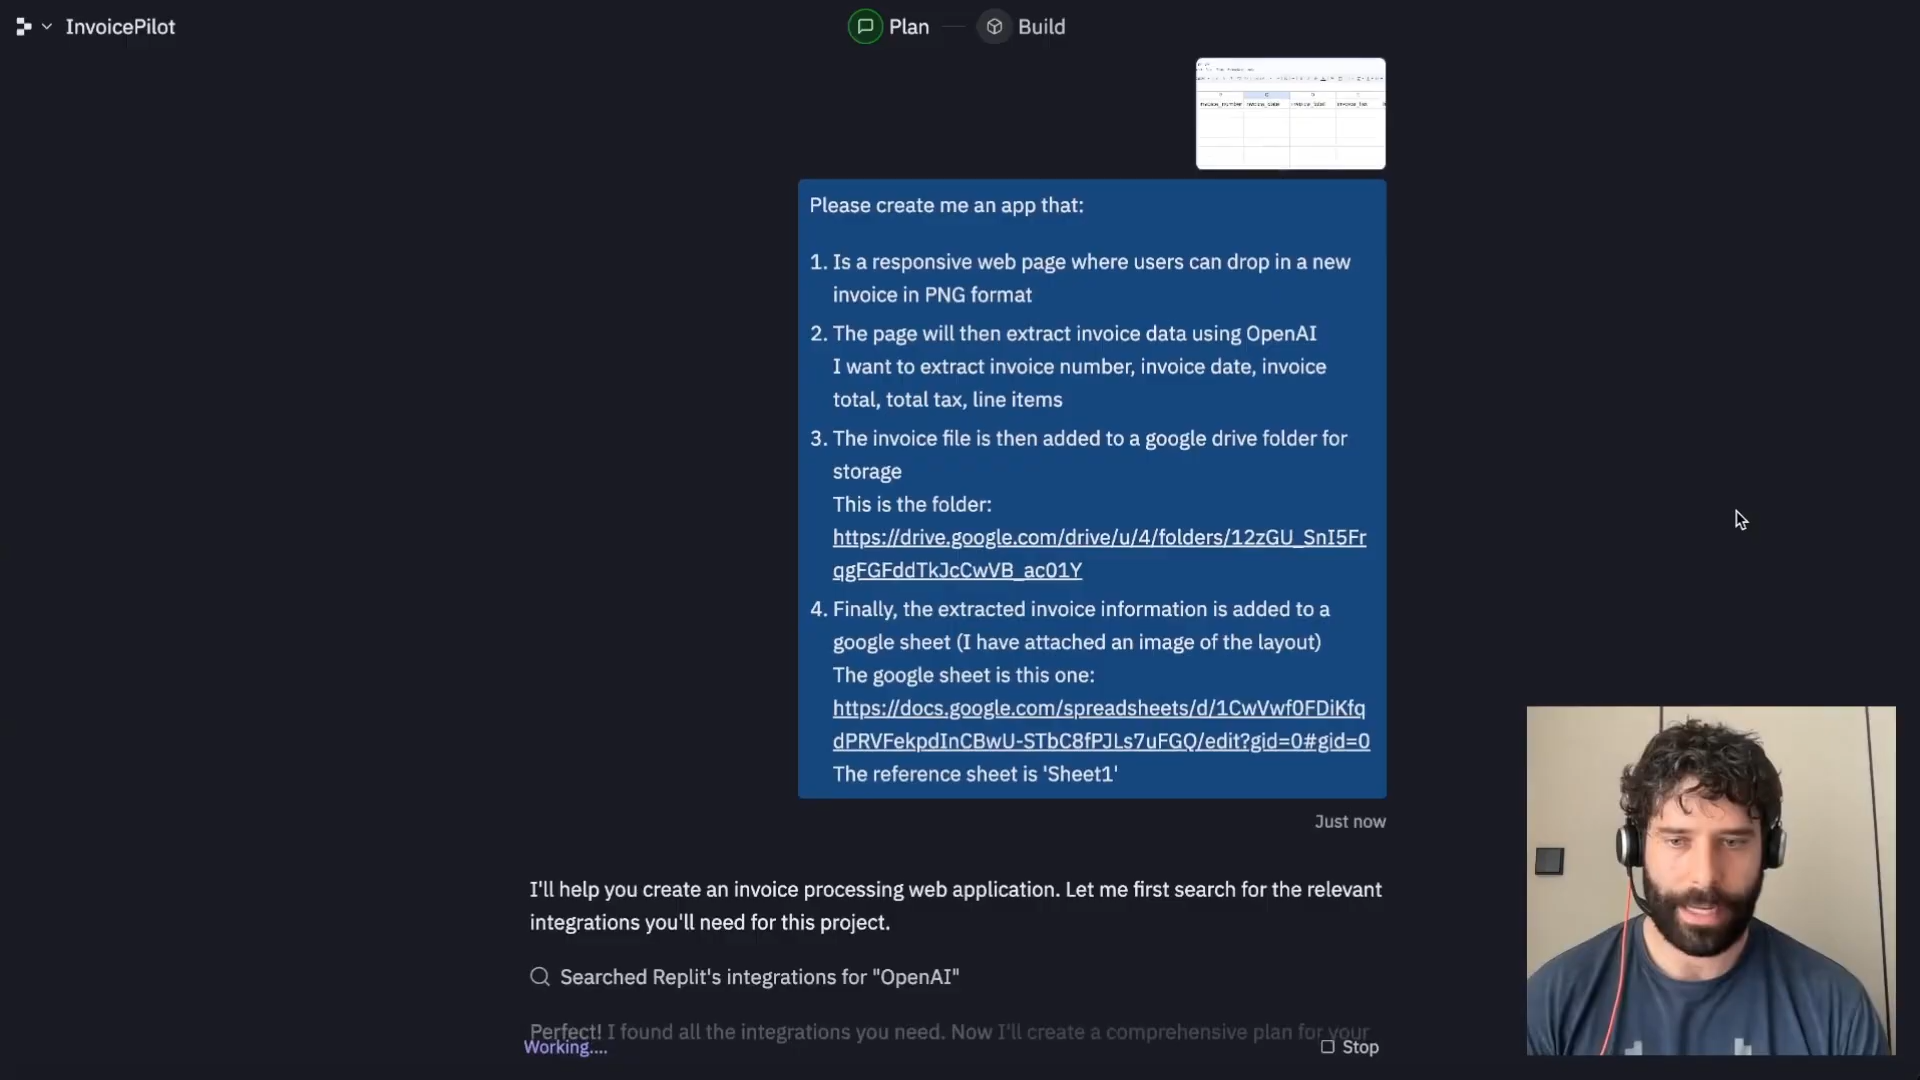 InvoicePilot
Plan
Build
invoice_number invoice_date invoice_total invoice_tax
Please create me an app that:
1. Is a responsive web page where users can drop in a new
invoice in PNG format
2. The page will then extract invoice data using OpenAI
I want to extract invoice number, invoice date, invoice
total, total tax, line items
3. The invoice file is then added to a google drive folder for
storage
This is the folder:
https://drive.google.com/drive/u/4/folders/12zGU_SnI5Fr
qgFGFddTkJcCwVB_ac01Y
4. Finally, the extracted invoice information is added to a
google sheet (I have attached an image of the layout)
The google sheet is this one:
https://docs.google.com/spreadsheets/d/1CwVwf0FDiKfq
dPRVFekpdInCBwU-STbC8fPJLs7uFGQ/edit?gid=0#gid=0
The reference sheet is 'Sheet1'
Just now
I'll help you create an invoice processing web application. Let me first search for the relevant
integrations you'll need for this project.
Searched Replit's integrations for "OpenAI"
Perfect! I found all the integrations you need. Now I'll create a comprehensive plan for your
Working....
Stop